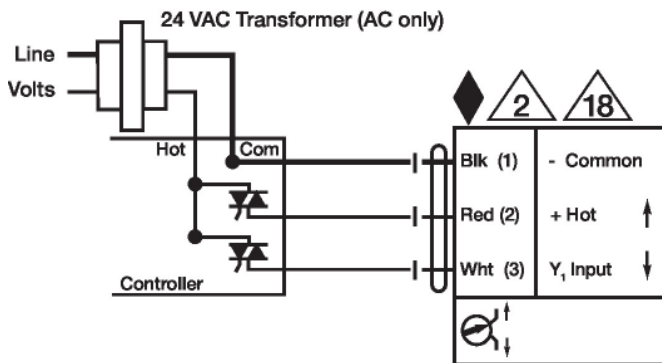 24 VAC Transformer (AC only)
Line
Volts
Hot Com
2
18
Blk (1) - Common
Red (2) + Hot
Wht (3) Y₁ Input
Controller